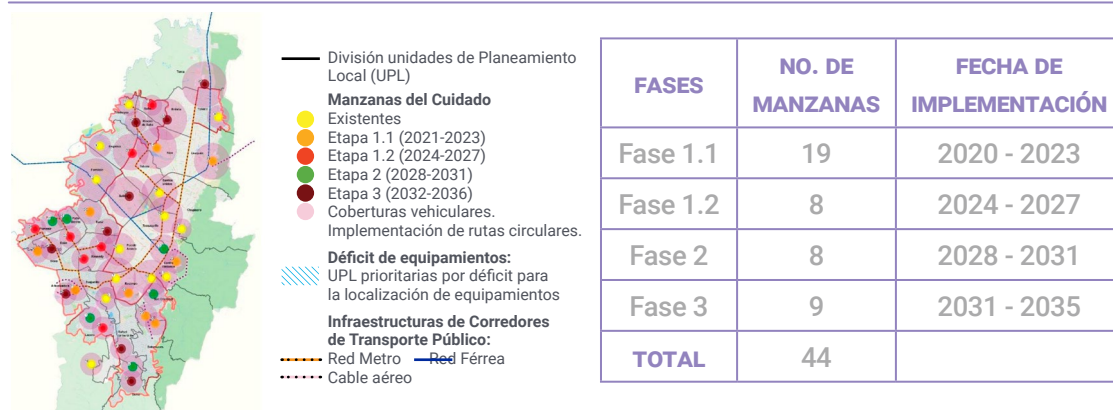 División unidades de Planeamiento
Local (UPL)
Manzanas del Cuidado
Existentes
Etapa 1.1 (2021-2023)
Etapa 1.2 (2024-2027)
Etapa 2 (2028-2031)
Etapa 3 (2032-2036)
Coberturas vehiculares.
Implementación de rutas circulares.
Déficit de equipamientos:
UPL prioritarias por déficit para
la localización de equipamientos
Infraestructuras de Corredores
de Transporte Público:
Red Metro Red Férrea
Cable aéreo
FASES NO. DE MANZANAS FECHA DE IMPLEMENTACIÓN
Fase 1.1 19 2020 - 2023
Fase 1.2 8 2024 - 2027
Fase 2 8 2028 - 2031
Fase 3 9 2031 - 2035
TOTAL 44